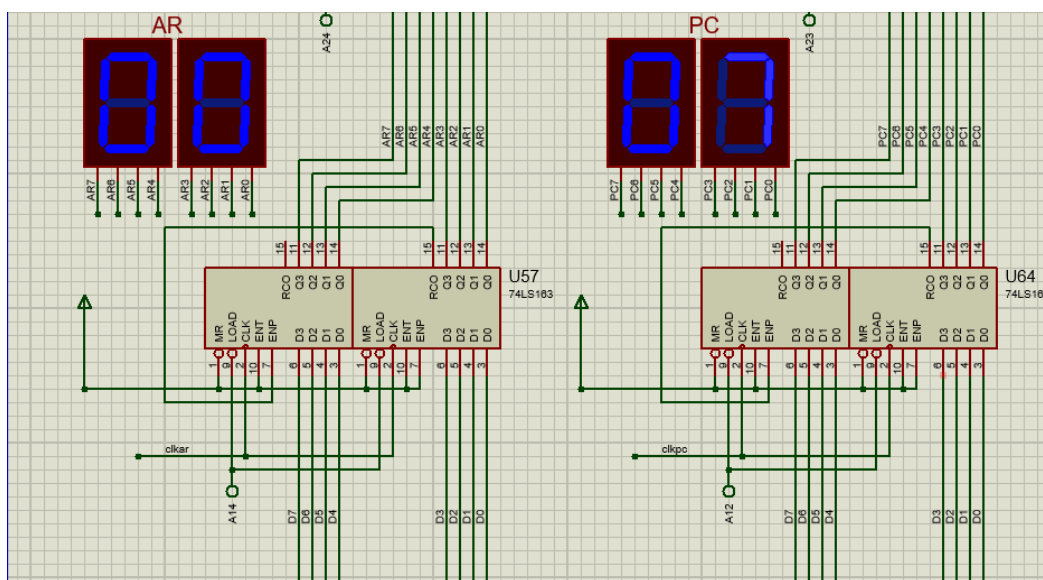 AR
PC
A24
A23
00
07
AR7 AR6 AR5 AR4 AR3 AR2 AR1 AR0
PC7 PC6 PC5 PC4 PC3 PC2 PC1 PC0
AR7 AR6 AR5 AR4 AR3 AR2 AR1 AR0
PC7 PC6 PC5 PC4 PC3 PC2 PC1 PC0
15 11 12 13 14 15 11 12 13 14
15 11 12 13 14 15 11 12 13 14
RCO Q3 Q2 Q1 Q0 RCO Q3 Q2 Q1 Q0
U57
74LS163
RCO Q3 Q2 Q1 Q0 RCO Q3 Q2 Q1 Q0
U64
74LS16
MR LOAD CLK ENT ENP D3 D2 D1 D0 MR LOAD CLK ENT ENP D3 D2 D1 D0
MR LOAD CLK ENT ENP D3 D2 D1 D0 MR LOAD CLK ENT ENP D3 D2 D1 D0
1 9 2 10 7 6 5 4 3 1 9 2 10 7 6 5 4 3
1 9 2 10 7 6 5 4 3 1 9 2 10 7 6 5 4 3
clkar
clkpc
A14
A12
D7 D6 D5 D4 D3 D2 D1 D0
D7 D6 D5 D4 D3 D2 D1 D0